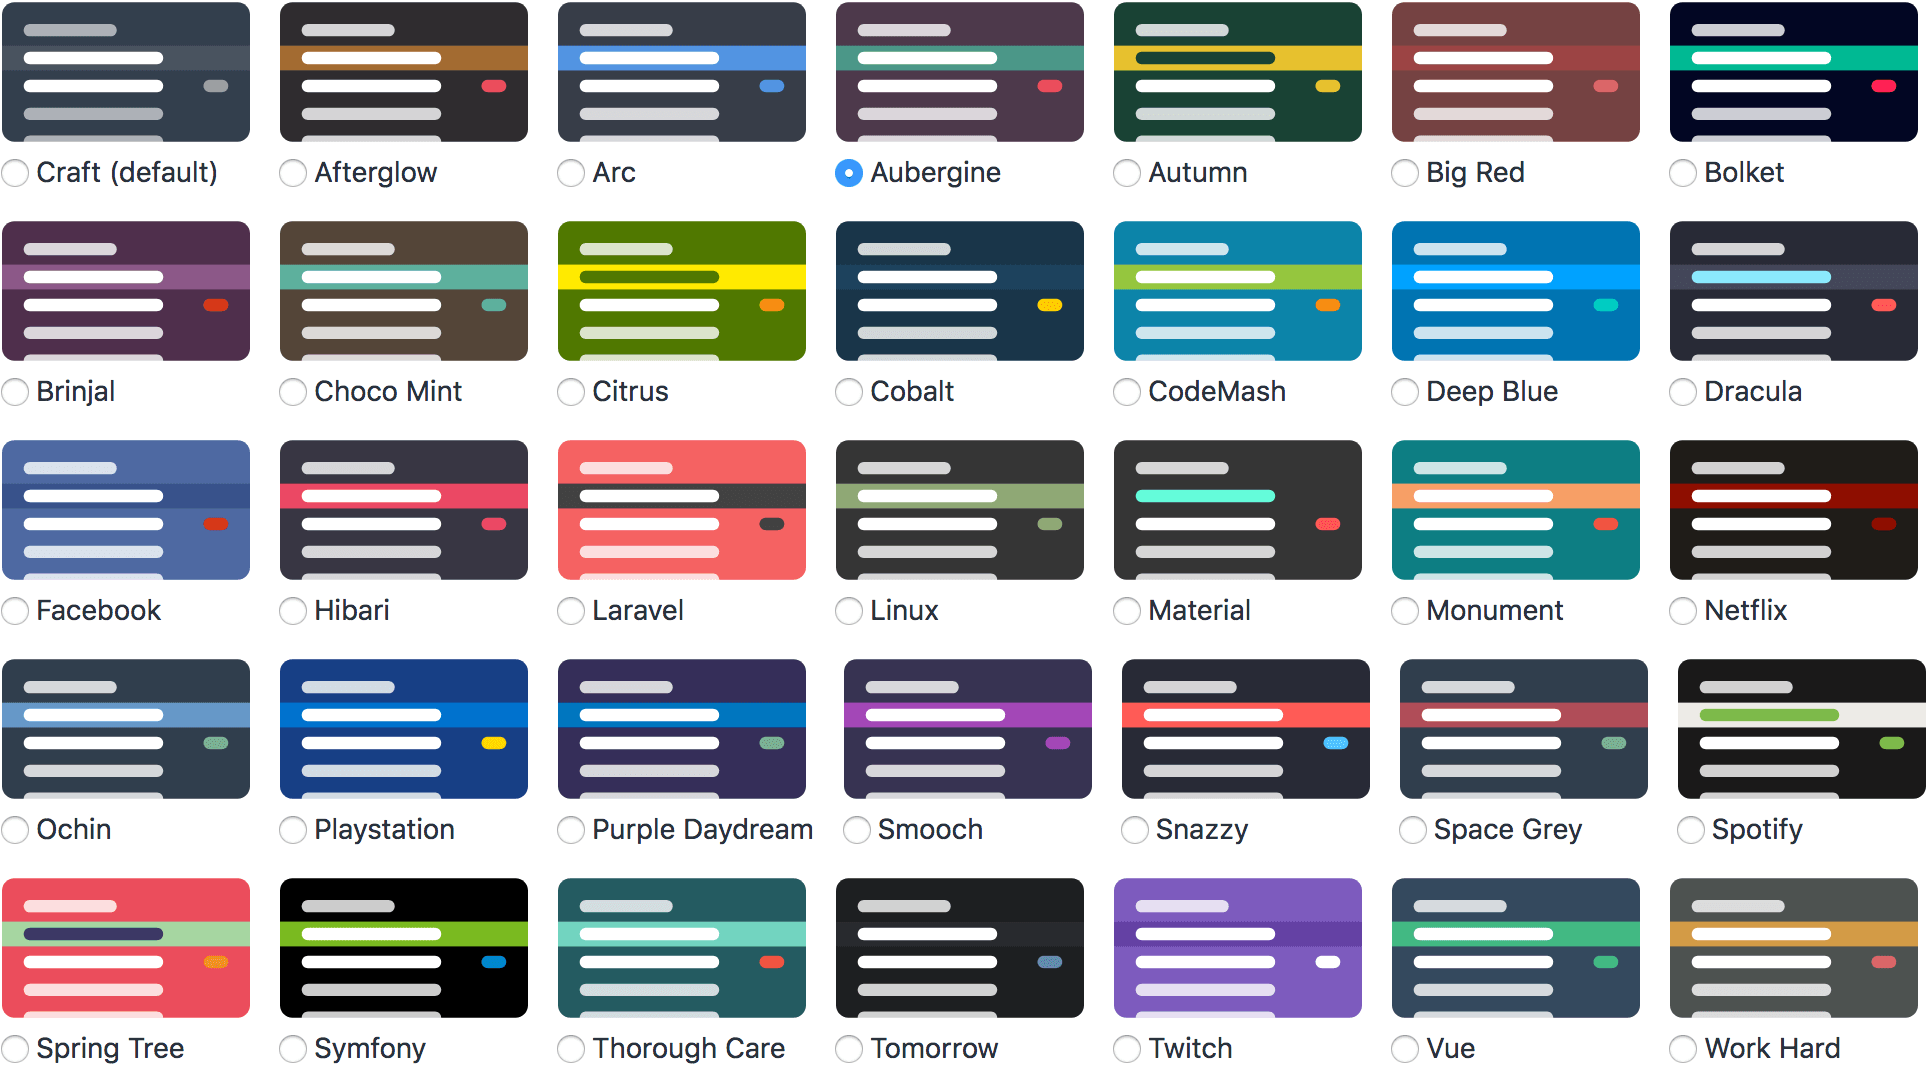 Craft (default)
Afterglow
Arc
Aubergine
Autumn
Big Red
Bolket
Brinjal
Choco Mint
Citrus
Cobalt
CodeMash
Deep Blue
Dracula
Facebook
Hibari
Laravel
Linux
Material
Monument
Netflix
Ochin
Playstation
Purple Daydream
Smooch
Snazzy
Space Grey
Spotify
Spring Tree
Symfony
Thorough Care
Tomorrow
Twitch
Vue
Work Hard